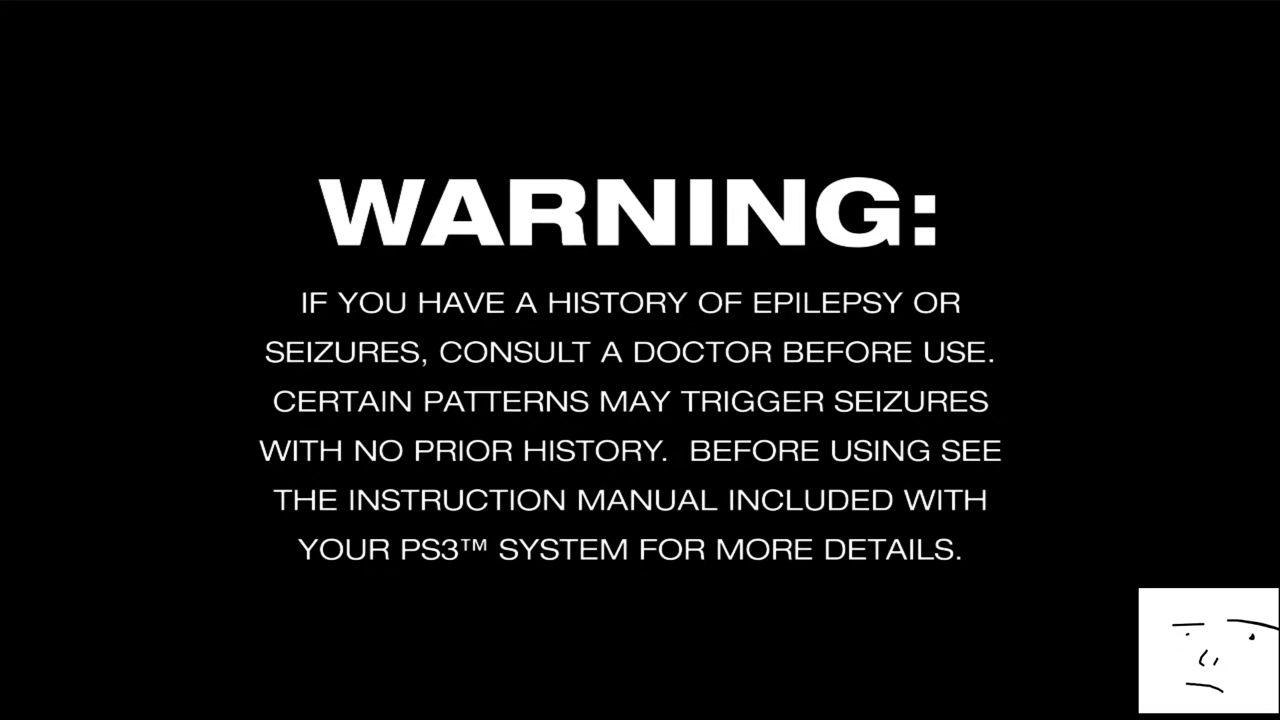 WARNING:
IF YOU HAVE A HISTORY OF EPILEPSY OR
SEIZURES, CONSULT A DOCTOR BEFORE USE.
CERTAIN PATTERNS MAY TRIGGER SEIZURES
WITH NO PRIOR HISTORY.  BEFORE USING SEE
THE INSTRUCTION MANUAL INCLUDED WITH
YOUR PS3™ SYSTEM FOR MORE DETAILS.